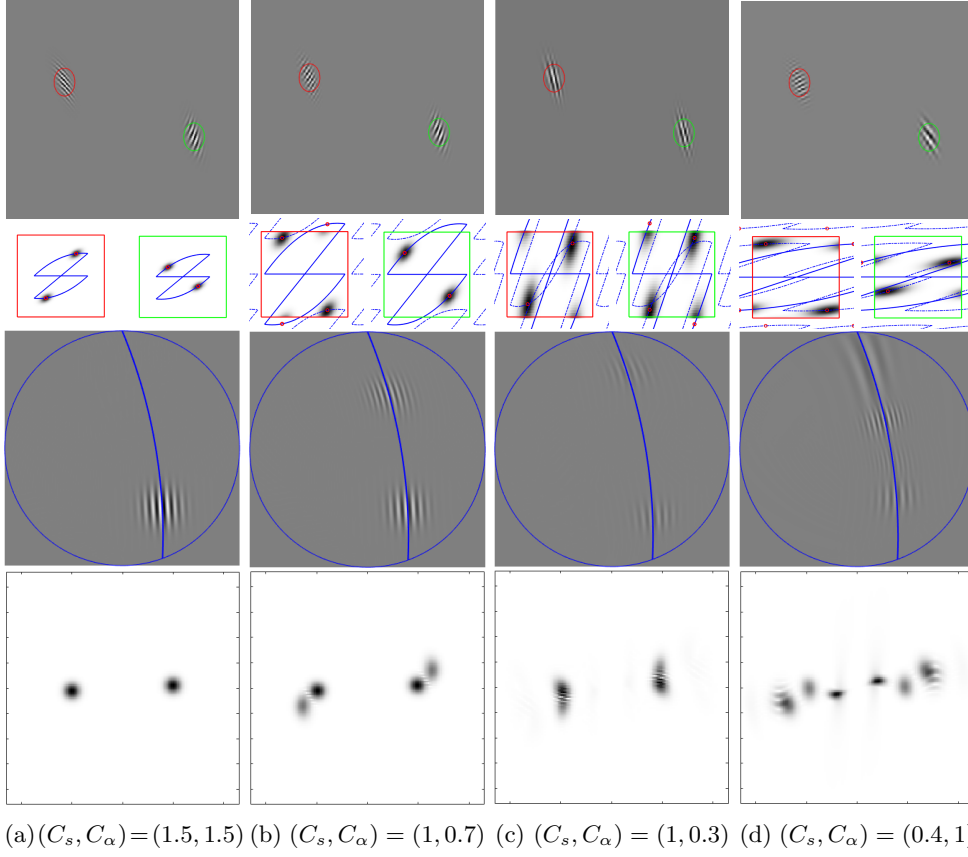 (a) (C_s, C_α) = (1.5, 1.5) (b) (C_s, C_α) = (1, 0.7) (c) (C_s, C_α) = (1, 0.3) (d) (C_s, C_α) = (0.4, 1)